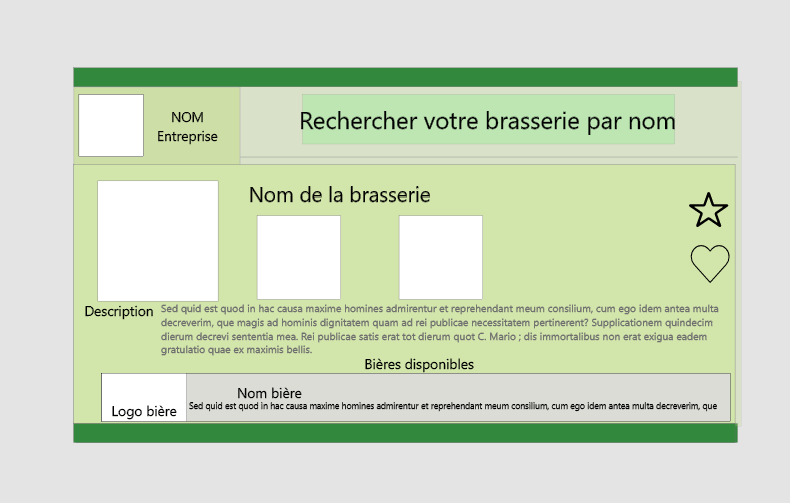 NOM
Entreprise
Rechercher votre brasserie par nom
Nom de la brasserie
Description
Sed quid est quod in hac causa maxime homines admirentur et reprehendant meum consilium, cum ego idem antea multa
decreverim, que magis ad hominis dignitatem quam ad rei publicae necessitatem pertinerent? Supplicationem quindecim
dierum decrevi sententia mea. Rei publicae satis erat tot dierum quot C. Mario ; dis immortalibus non erat exigua eadem
gratulatio quae ex maximis bellis.
Bières disponibles
Logo bière
Nom bière
Sed quid est quod in hac causa maxime homines admirentur et reprehendant meum consilium, cum ego idem antea multa decreverim, que